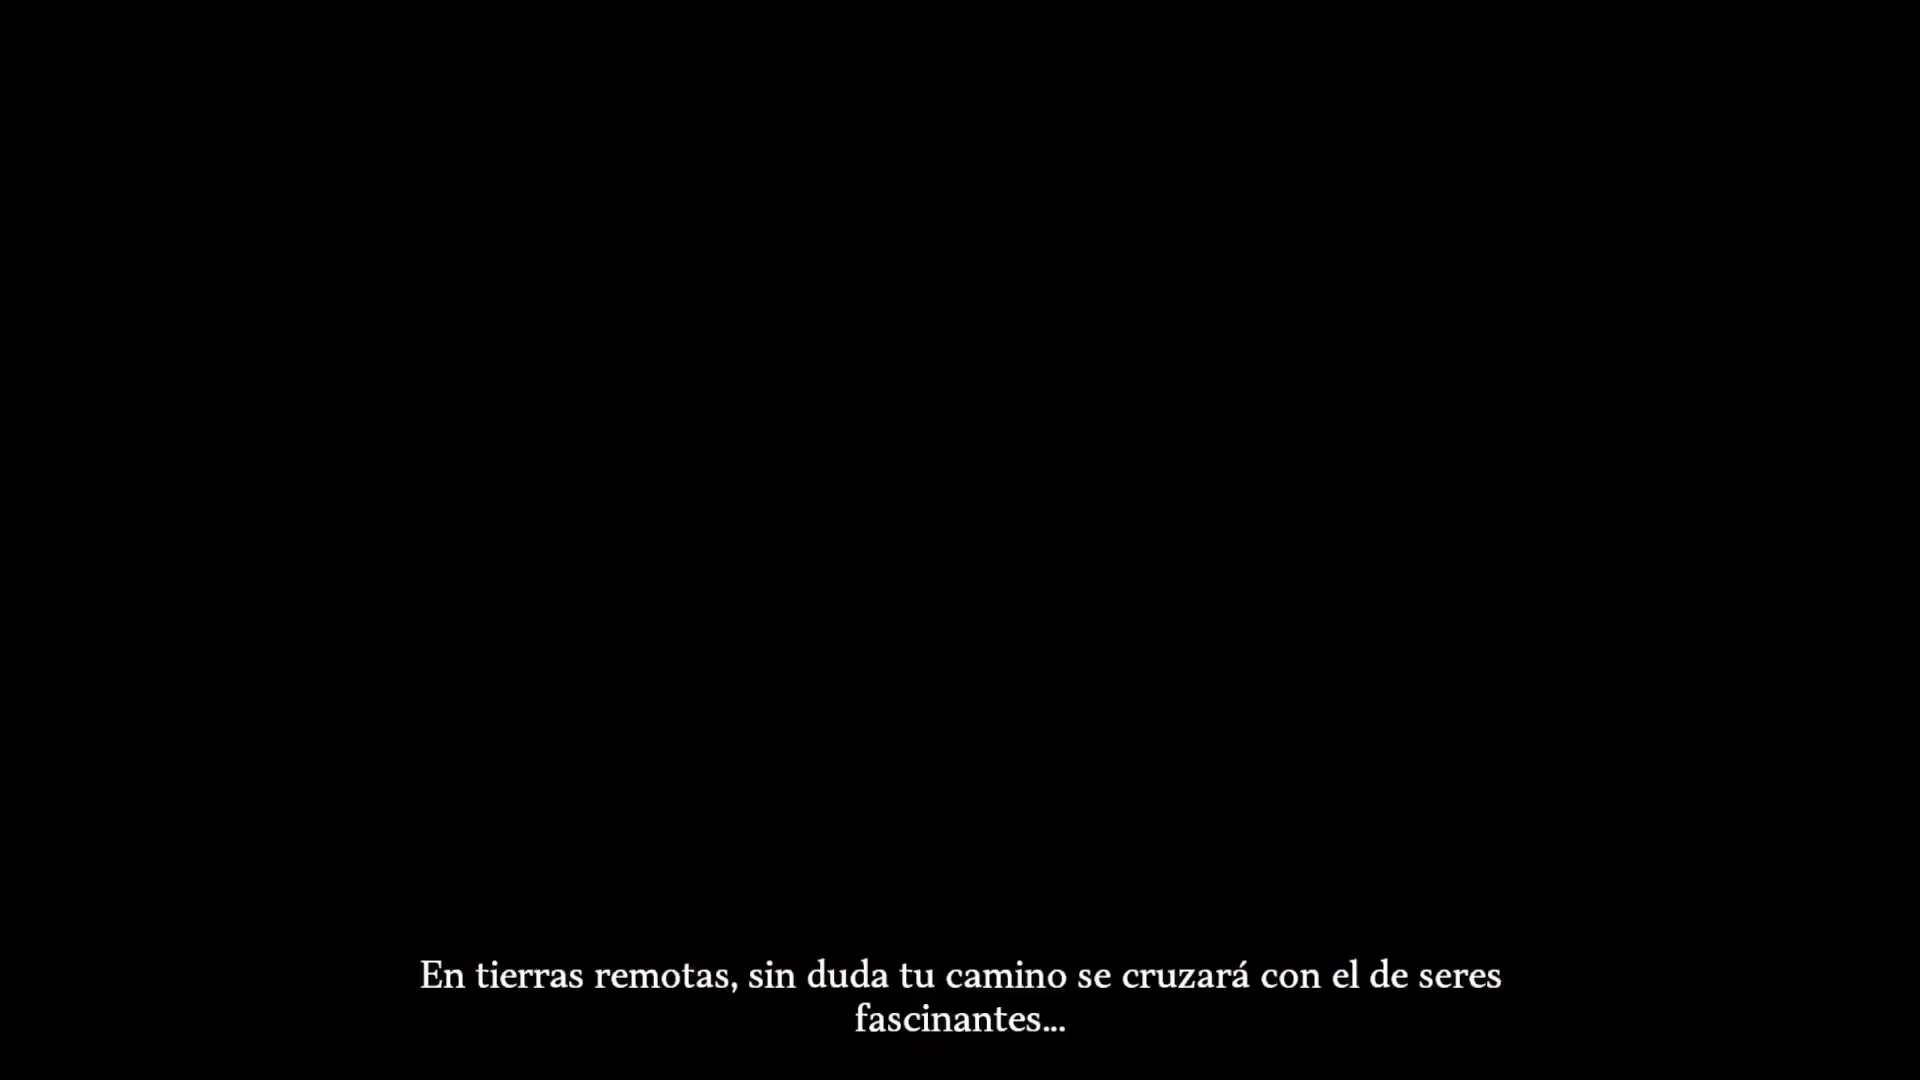 En tierras remotas, sin duda tu camino se cruzará con el de seres
fascinantes...